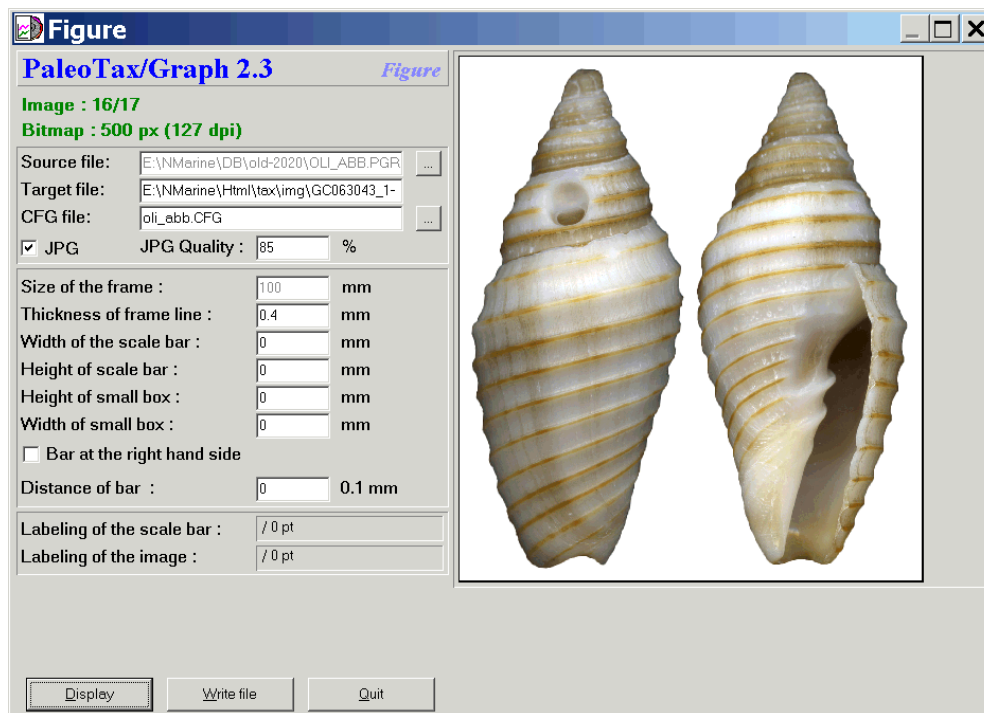 Figure
PaleoTax/Graph 2.3 Figure
Image : 16/17
Bitmap : 500 px (127 dpi)
Source file: E:\NMarine\DB\old-2020\OLI_ABB.PGR ...
Target file: E:\NMarine\Html\tax\img\GC063043_1-
CFG file: oli_abb.CFG ...
JPG JPG Quality : 85 %
Size of the frame : 100 mm
Thickness of frame line : 0.4 mm
Width of the scale bar : 0 mm
Height of scale bar : 0 mm
Height of small box : 0 mm
Width of small box : 0 mm
Bar at the right hand side
Distance of bar : 0 0.1 mm
Labeling of the scale bar : / 0 pt
Labeling of the image : / 0 pt
Display Write file Quit